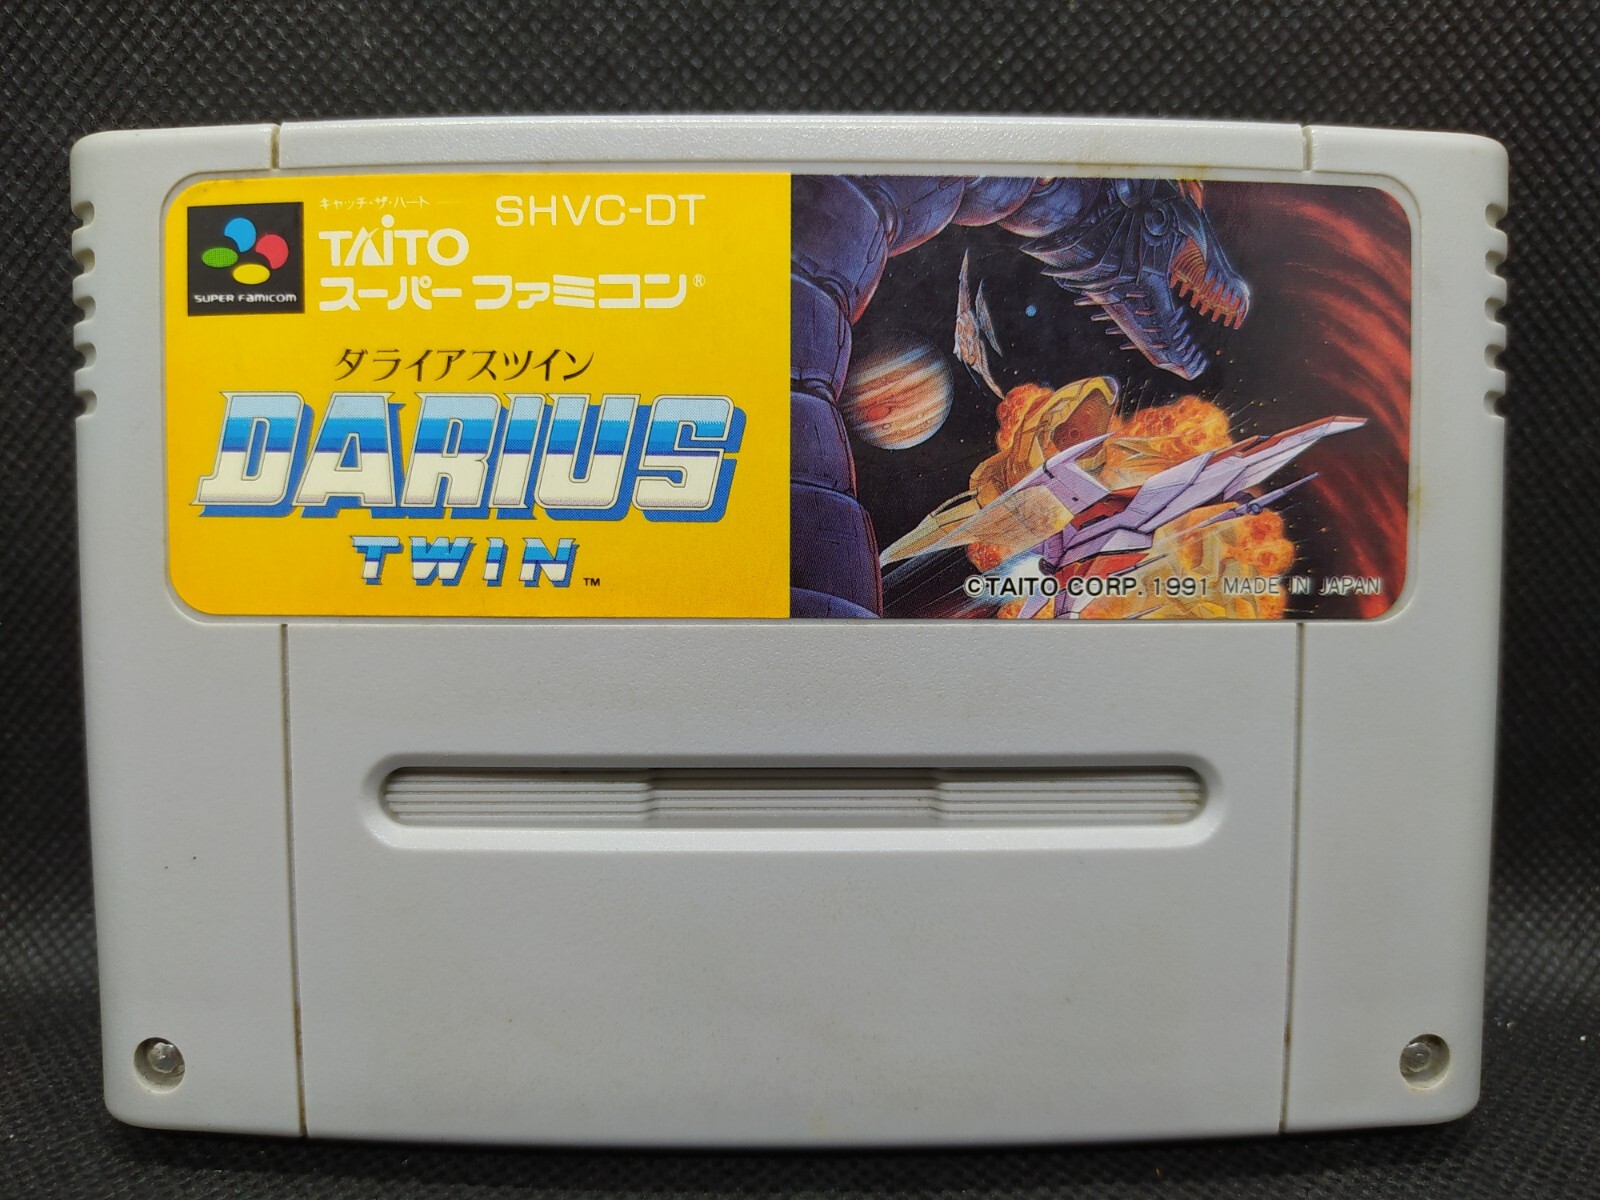 キャッチ・ザ・ハート
SHVC-DT
TAITO
SUPER FAMICOM
スーパーファミコン®
ダライアスツイン
DARIUS
TWIN™
©TAITO CORP. 1991 MADE IN JAPAN